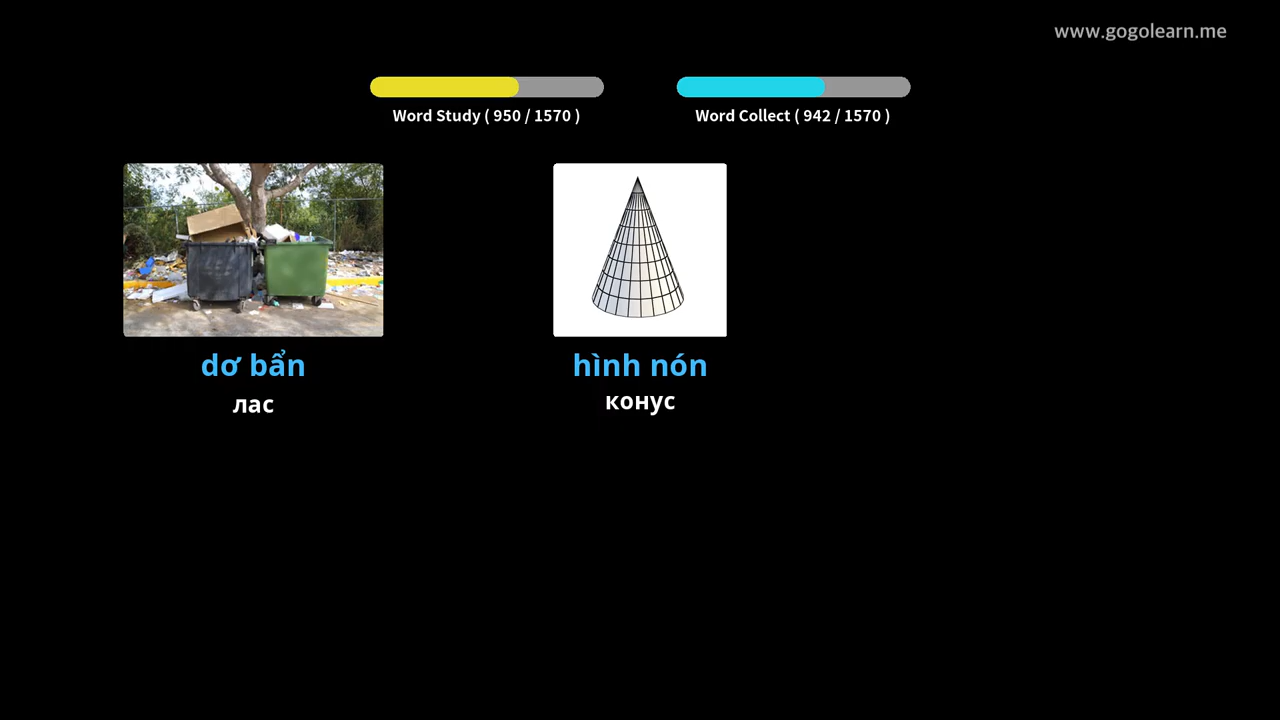 www.gogolearn.me
Word Study ( 950 / 1570 )
Word Collect ( 942 / 1570 )
dơ bẩn
лас
hình nón
конус